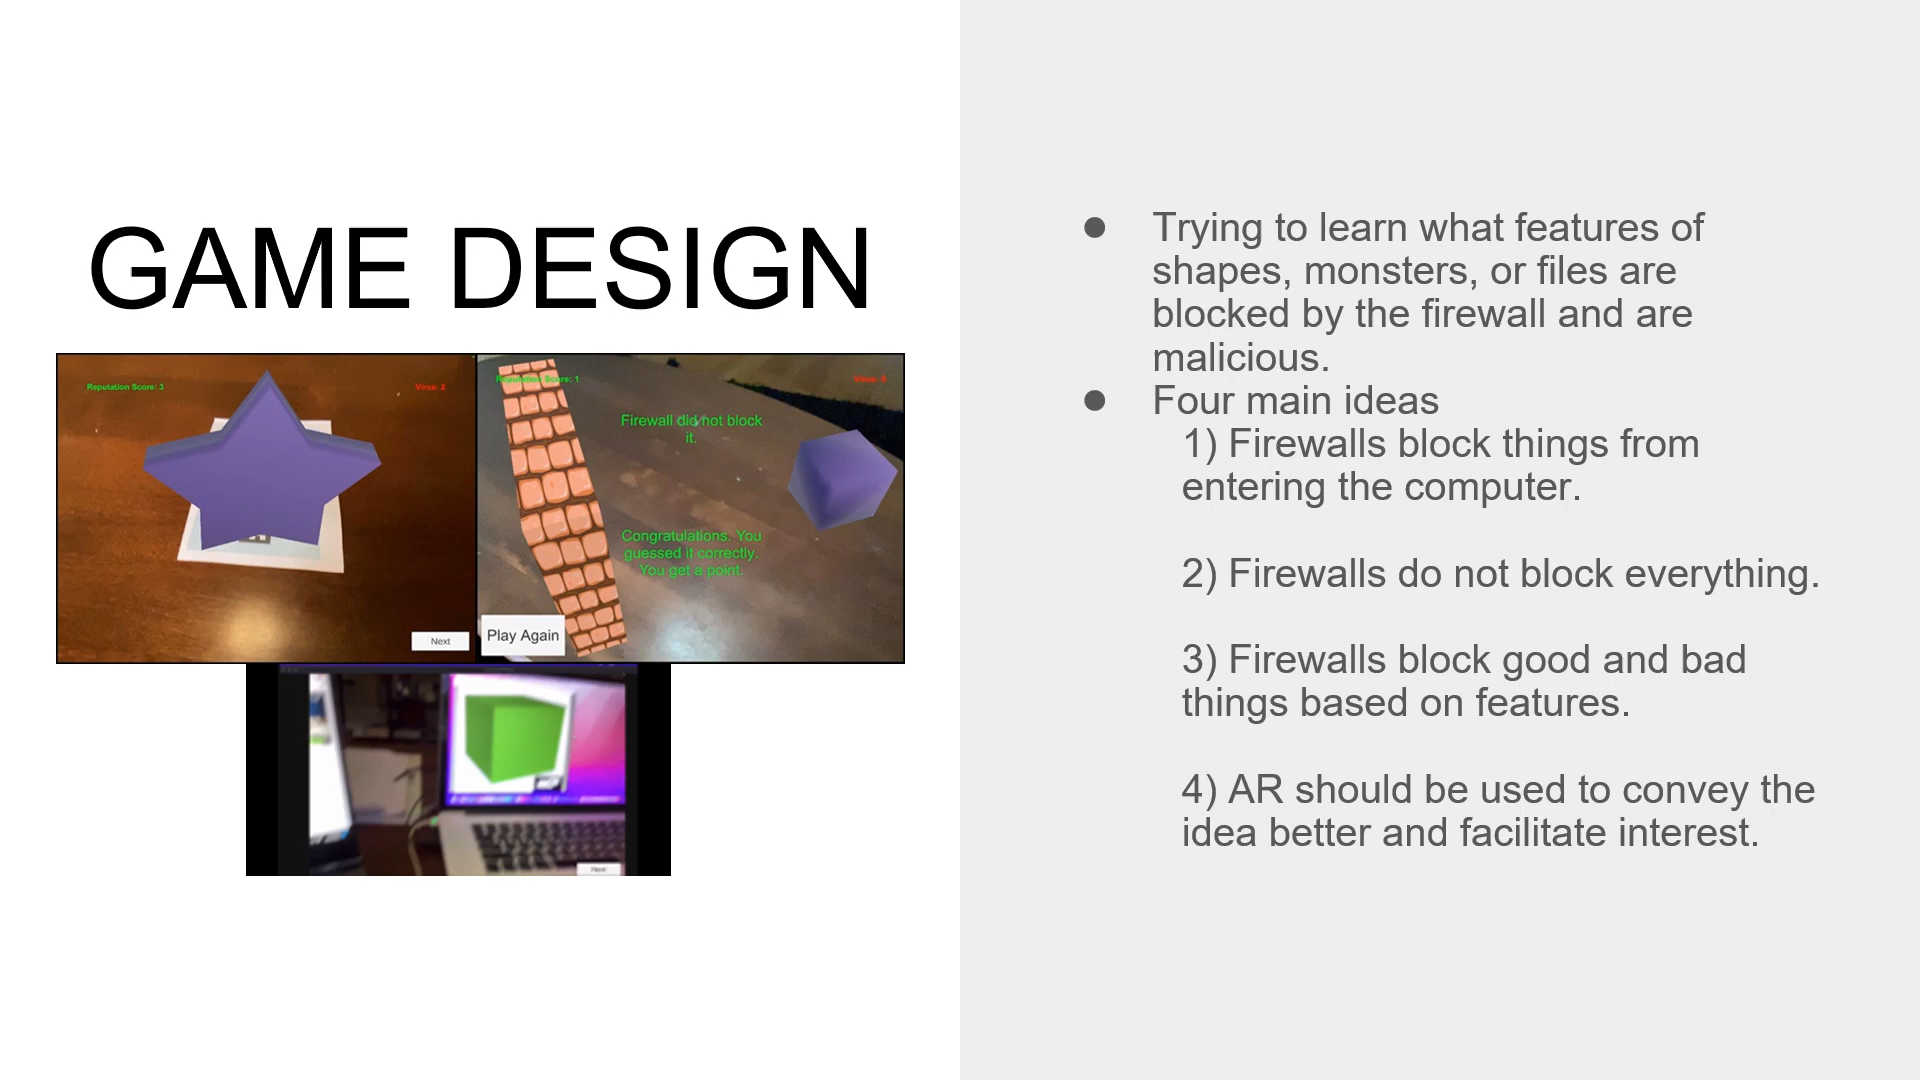 GAME DESIGN
Reputation Score: 3
Virus: 2
Next
Reputation Score: 1
Firewall did not block
it.
Congratulations. You
guessed it correctly.
You get a point.
Play Again
Next
● Trying to learn what features of
shapes, monsters, or files are
blocked by the firewall and are
malicious.
● Four main ideas
1) Firewalls block things from
entering the computer.
2) Firewalls do not block everything.
3) Firewalls block good and bad
things based on features.
4) AR should be used to convey the
idea better and facilitate interest.